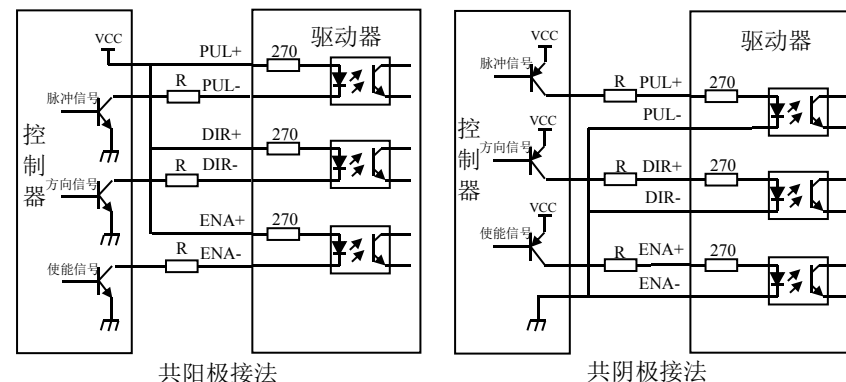 VCC
PUL+
270
驱动器
脉冲信号
R
PUL-
控制器
DIR+
270
方向信号
R
DIR-
ENA+
270
使能信号
R
ENA-
共阳极接法
VCC
驱动器
脉冲信号
R
PUL+
270
PUL-
控制器
VCC
方向信号
R
DIR+
270
DIR-
VCC
使能信号
R
ENA+
270
ENA-
共阴极接法